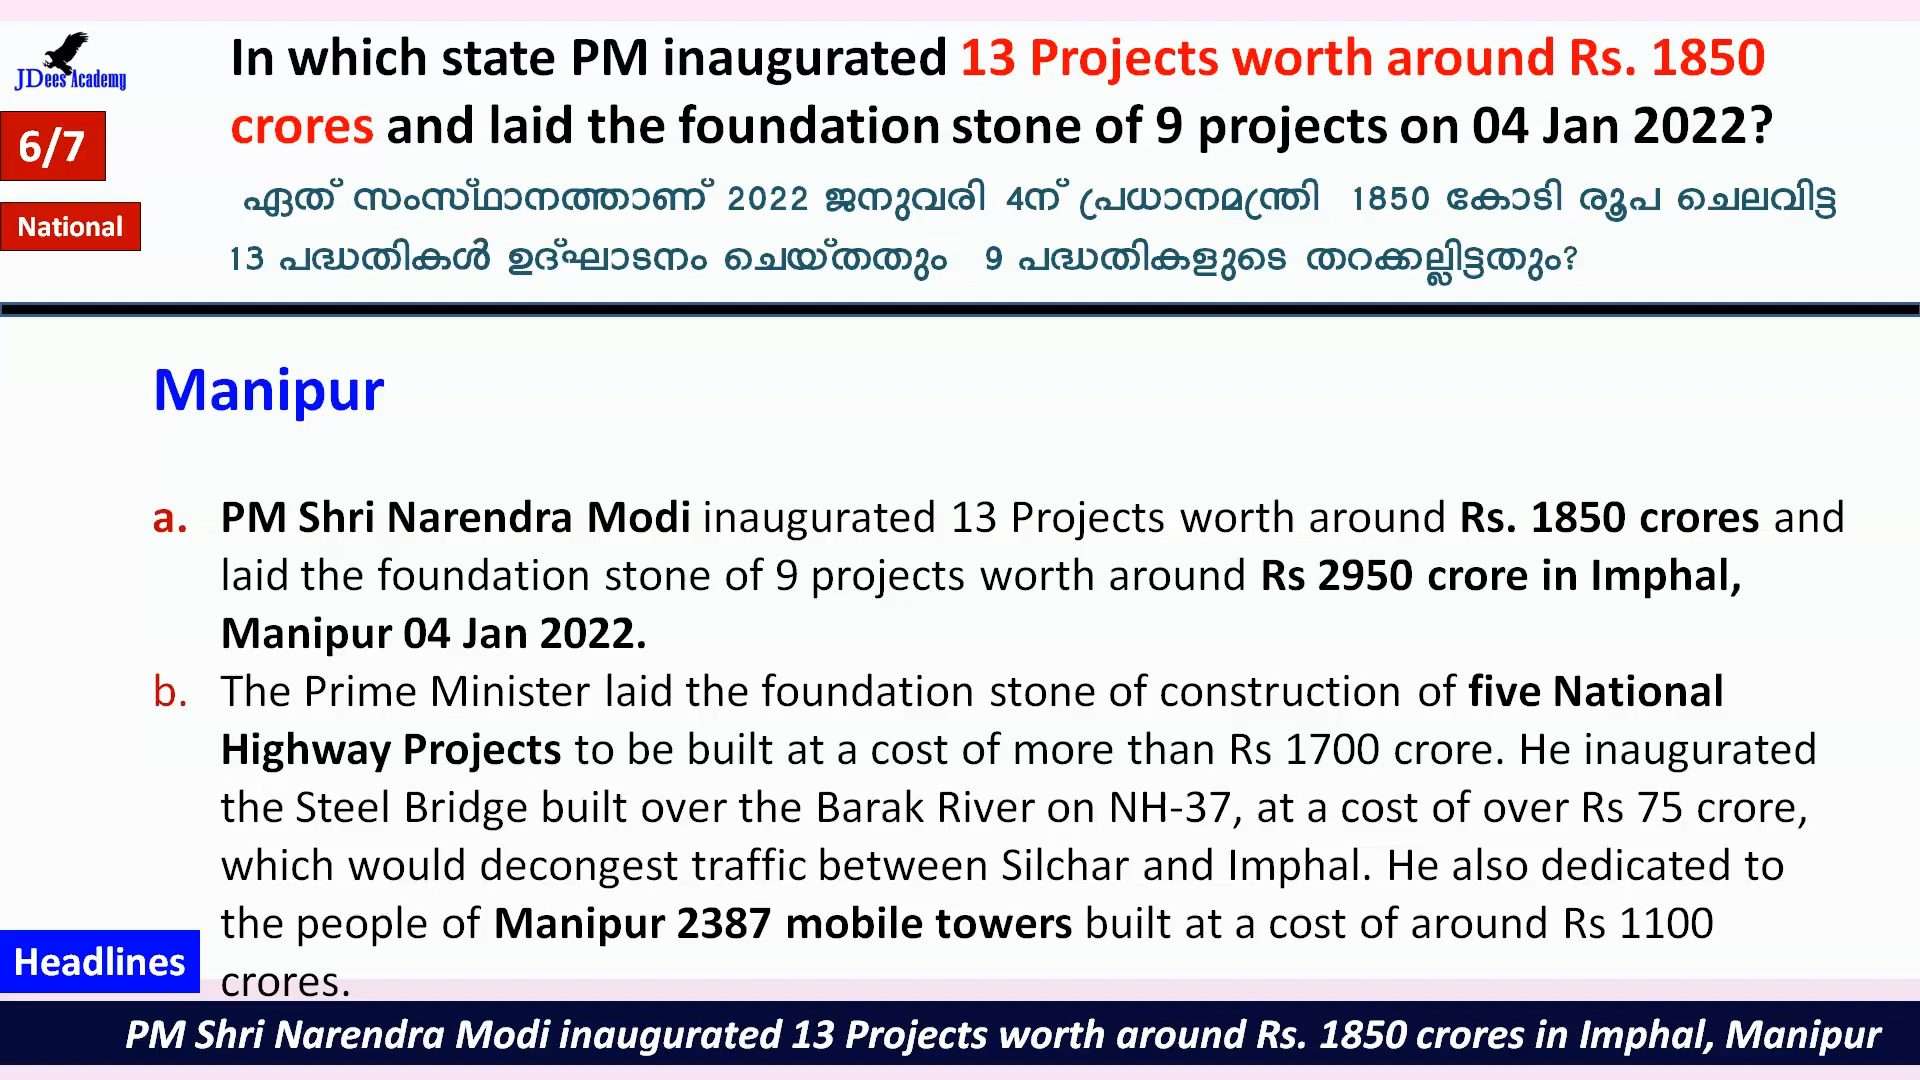 JDees Academy
In which state PM inaugurated 13 Projects worth around Rs. 1850
crores and laid the foundation stone of 9 projects on 04 Jan 2022?
6/7
ഏത് സംസ്ഥാനത്താണ് 2022 ജനുവരി 4ന് പ്രധാനമന്ത്രി 1850 കോടി രൂപ ചെലവിട്ട
National
13 പദ്ധതികൾ ഉദ്ഘാടനം ചെയ്തതും 9 പദ്ധതികളുടെ തറക്കല്ലിട്ടതും?
Manipur
a. PM Shri Narendra Modi inaugurated 13 Projects worth around Rs. 1850 crores and
laid the foundation stone of 9 projects worth around Rs 2950 crore in Imphal,
Manipur 04 Jan 2022.
b. The Prime Minister laid the foundation stone of construction of five National
Highway Projects to be built at a cost of more than Rs 1700 crore. He inaugurated
the Steel Bridge built over the Barak River on NH-37, at a cost of over Rs 75 crore,
which would decongest traffic between Silchar and Imphal. He also dedicated to
the people of Manipur 2387 mobile towers built at a cost of around Rs 1100
crores.
Headlines
PM Shri Narendra Modi inaugurated 13 Projects worth around Rs. 1850 crores in Imphal, Manipur